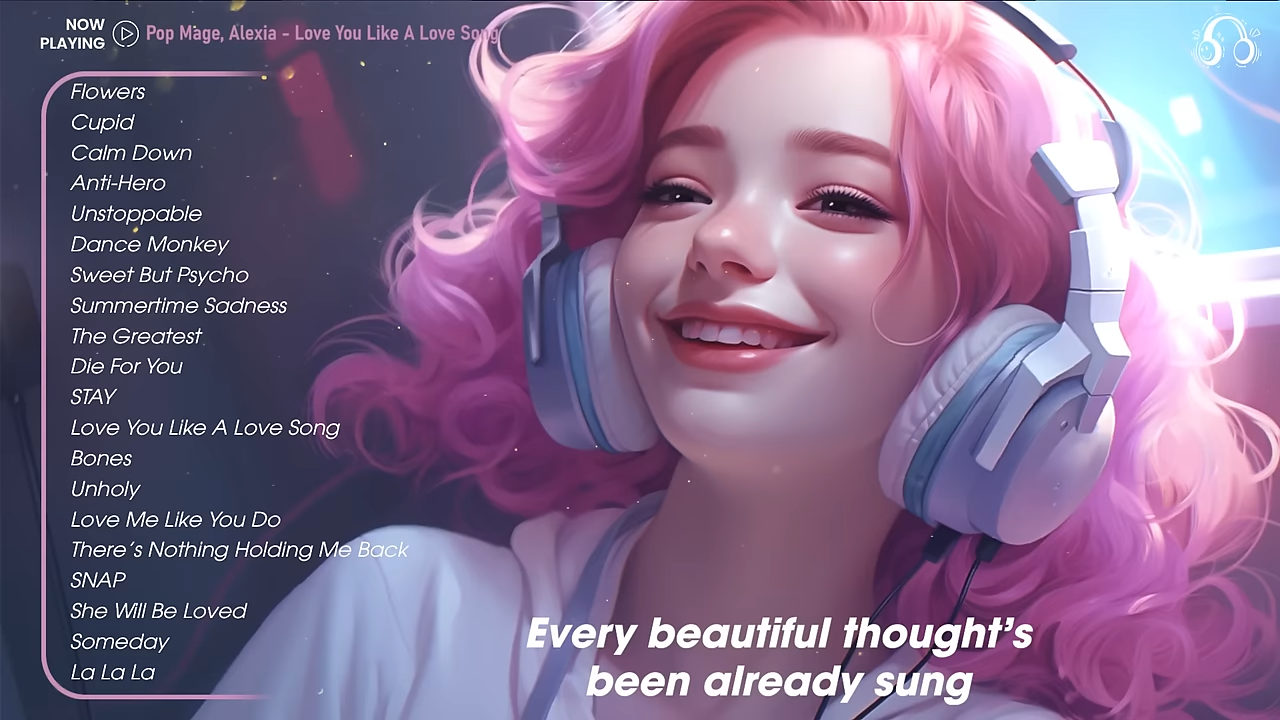 NOW
PLAYING
Pop Mage, Alexia - Love You Like A Love Song
Flowers
Cupid
Calm Down
Anti-Hero
Unstoppable
Dance Monkey
Sweet But Psycho
Summertime Sadness
The Greatest
Die For You
STAY
Love You Like A Love Song
Bones
Unholy
Love Me Like You Do
There's Nothing Holding Me Back
SNAP
She Will Be Loved
Someday
La La La
Every beautiful thought's
been already sung